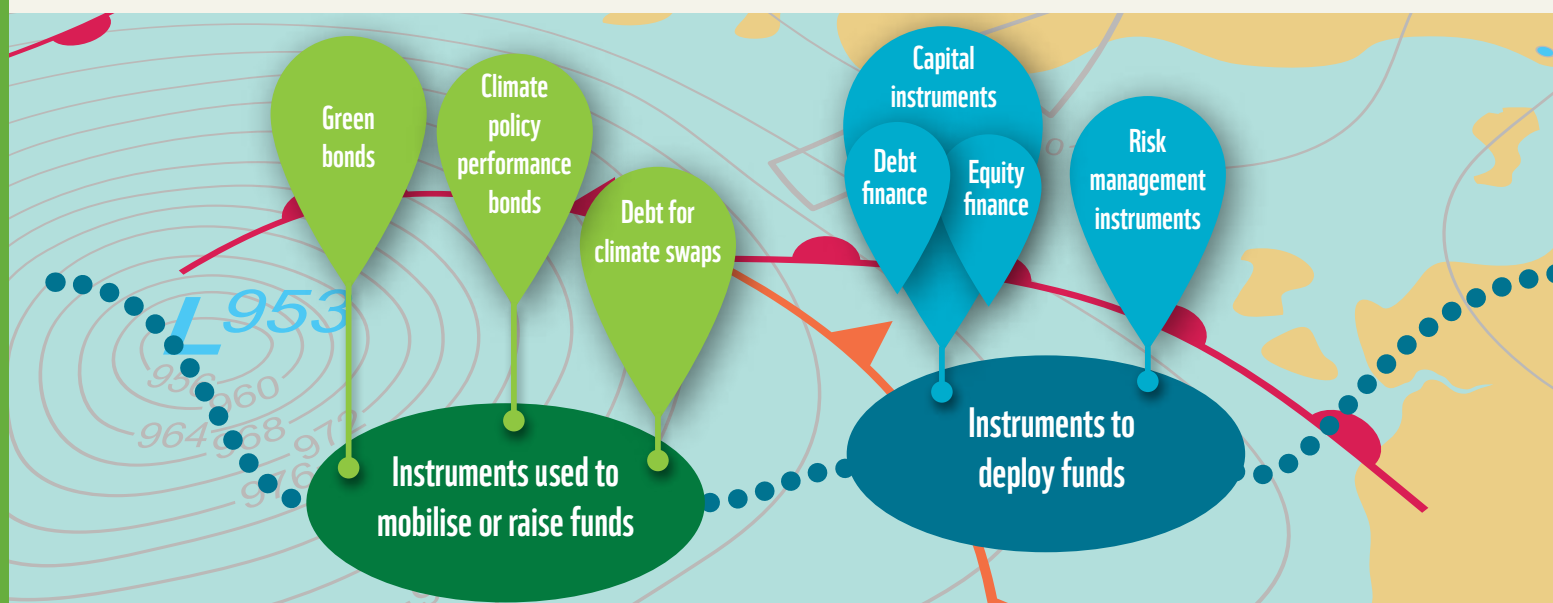 Green
bonds
Climate
policy
performance
bonds
Debt for
climate swaps
Capital
instruments
Debt
finance
Equity
finance
Risk
management
instruments
L 953
960
964
968
972
Instruments used to
mobilise or raise funds
Instruments to
deploy funds